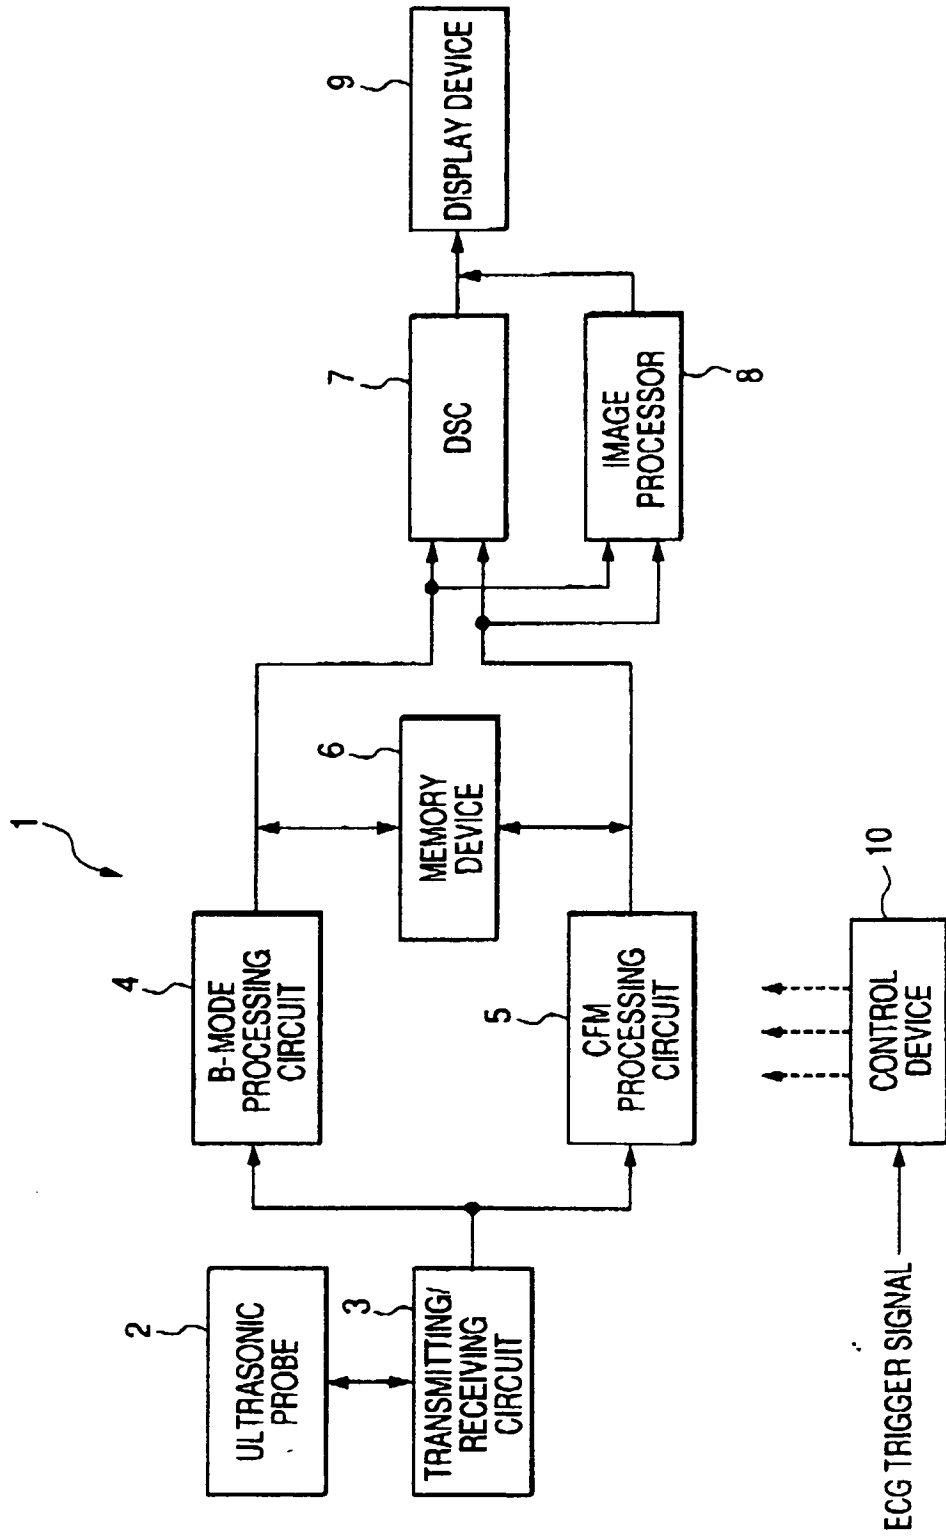 1
2
ULTRASONIC
PROBE
3
TRANSMITTING/
RECEIVING
CIRCUIT
4
B-MODE
PROCESSING
CIRCUIT
5
CFM
PROCESSING
CIRCUIT
6
MEMORY
DEVICE
7
DSC
8
IMAGE
PROCESSOR
9
DISPLAY DEVICE
10
CONTROL
DEVICE
ECG TRIGGER SIGNAL